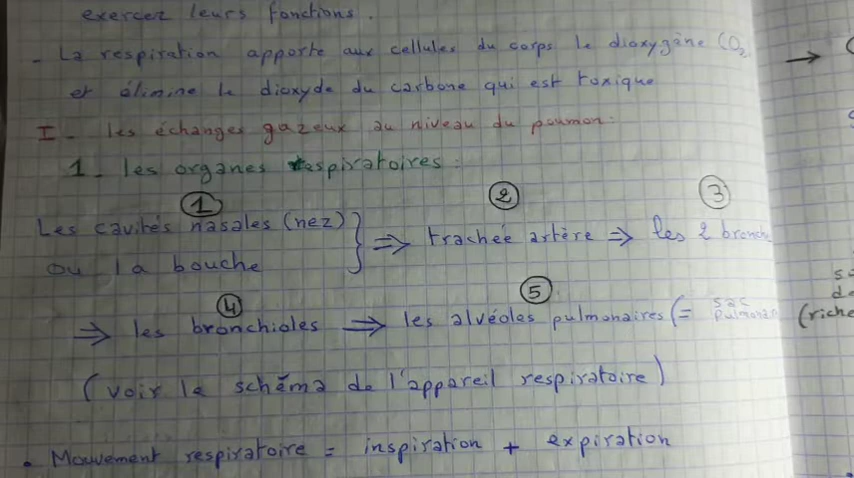 exercer leurs fonctions.
- La respiration apporte aux cellules du corps le dioxygène (O2
et élimine le dioxyde du carbone qui est toxique
I - les échanges gazeux au niveau du poumon:
1 - les organes respiratoires:
① ② ③
Les cavités nasales (nez) } ⇒ trachée artère ⇒ les 2 bronch
ou la bouche
④ ⑤
⇒ les bronchioles ⇒ les alvéoles pulmonaires (= sac
(riche
(voir le schéma de l'appareil respiratoire)
• Mouvement respiratoire = inspiration + expiration